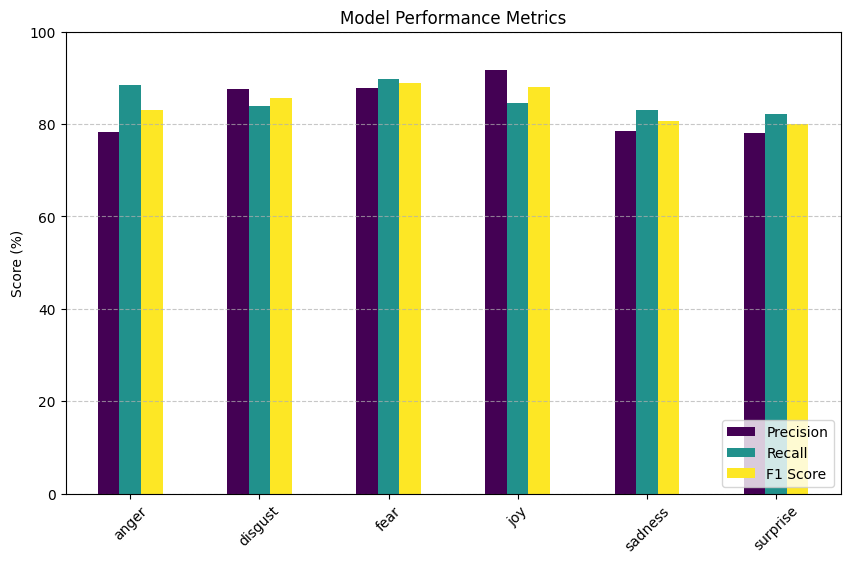 Model Performance Metrics
Score (%)
100
80
60
40
20
0
anger
disgust
fear
joy
sadness
surprise
Precision
Recall
F1 Score